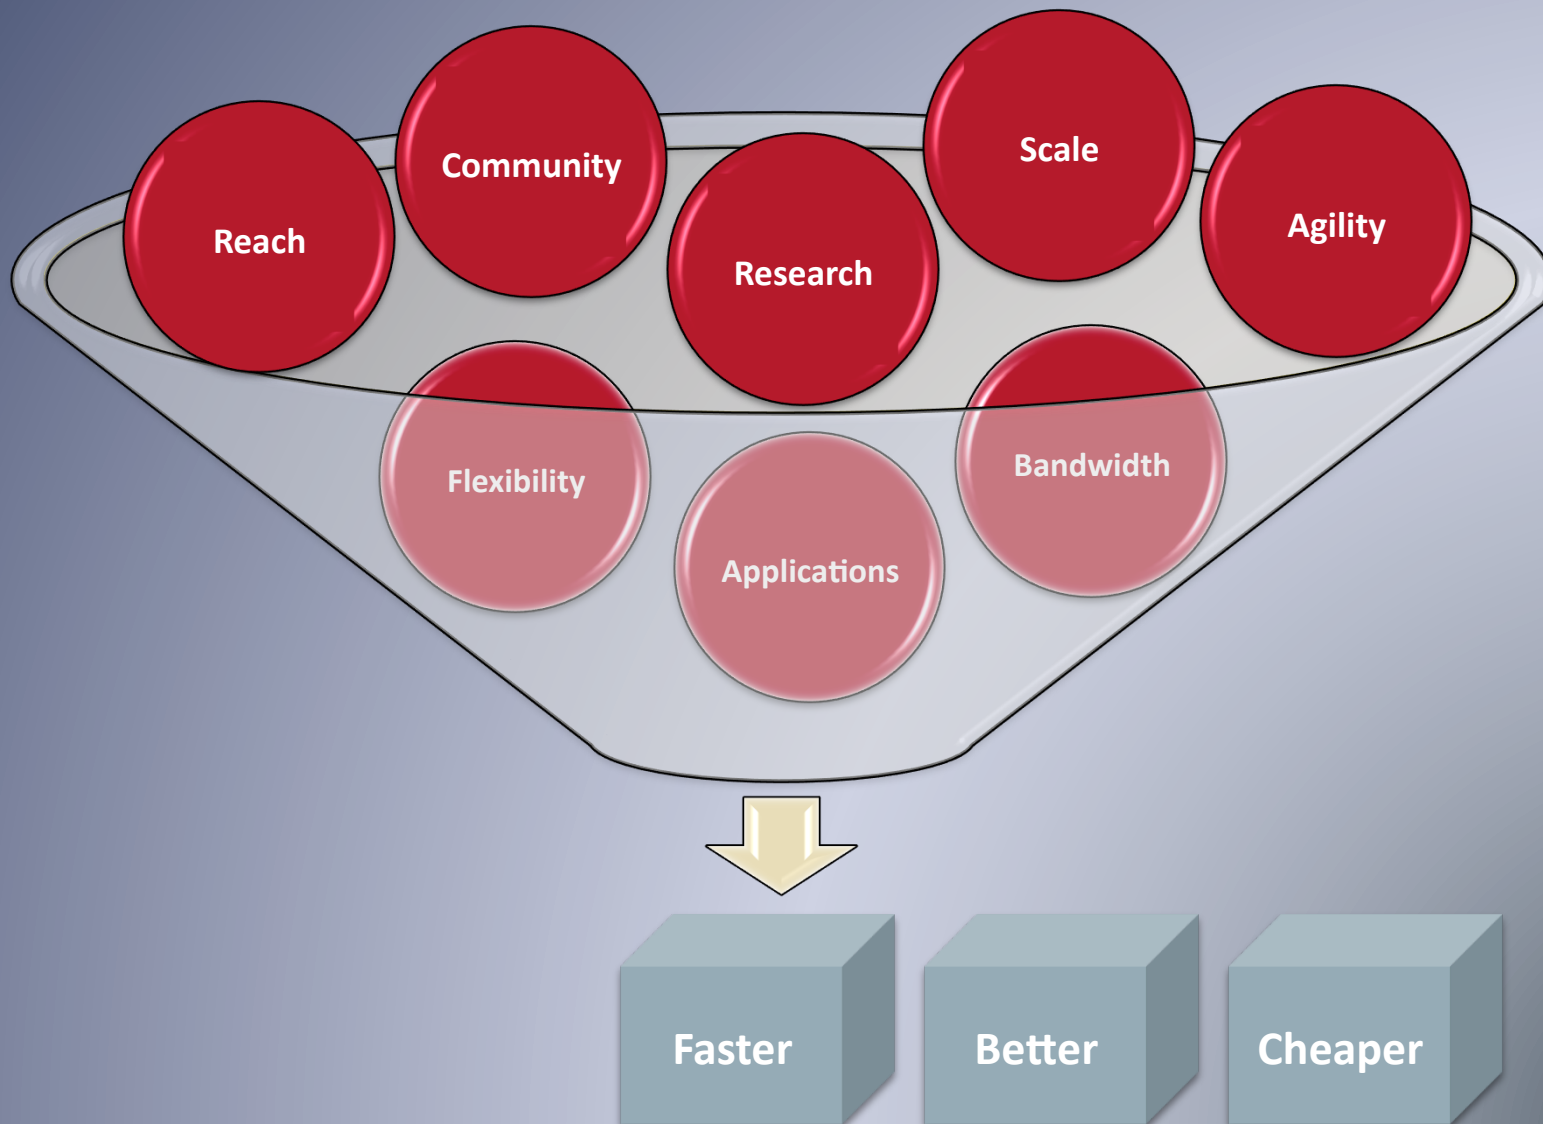 Reach
Community
Research
Scale
Agility
Flexibility
Applications
Bandwidth
Faster
Better
Cheaper